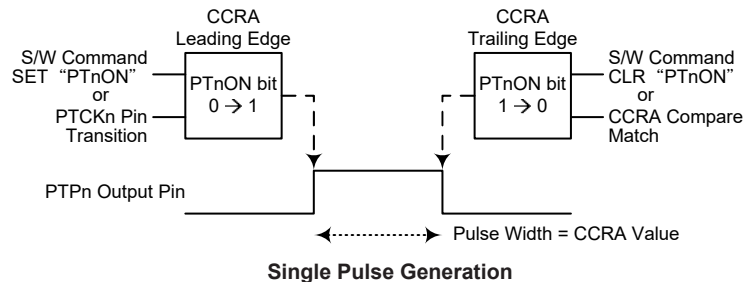 CCRA
Leading Edge
S/W Command
SET “PTnON”
or
PTCKn Pin
Transition
PTnON bit
0 → 1
CCRA
Trailing Edge
PTnON bit
1 → 0
S/W Command
CLR “PTnON”
or
CCRA Compare
Match
PTPn Output Pin
Pulse Width = CCRA Value
Single Pulse Generation